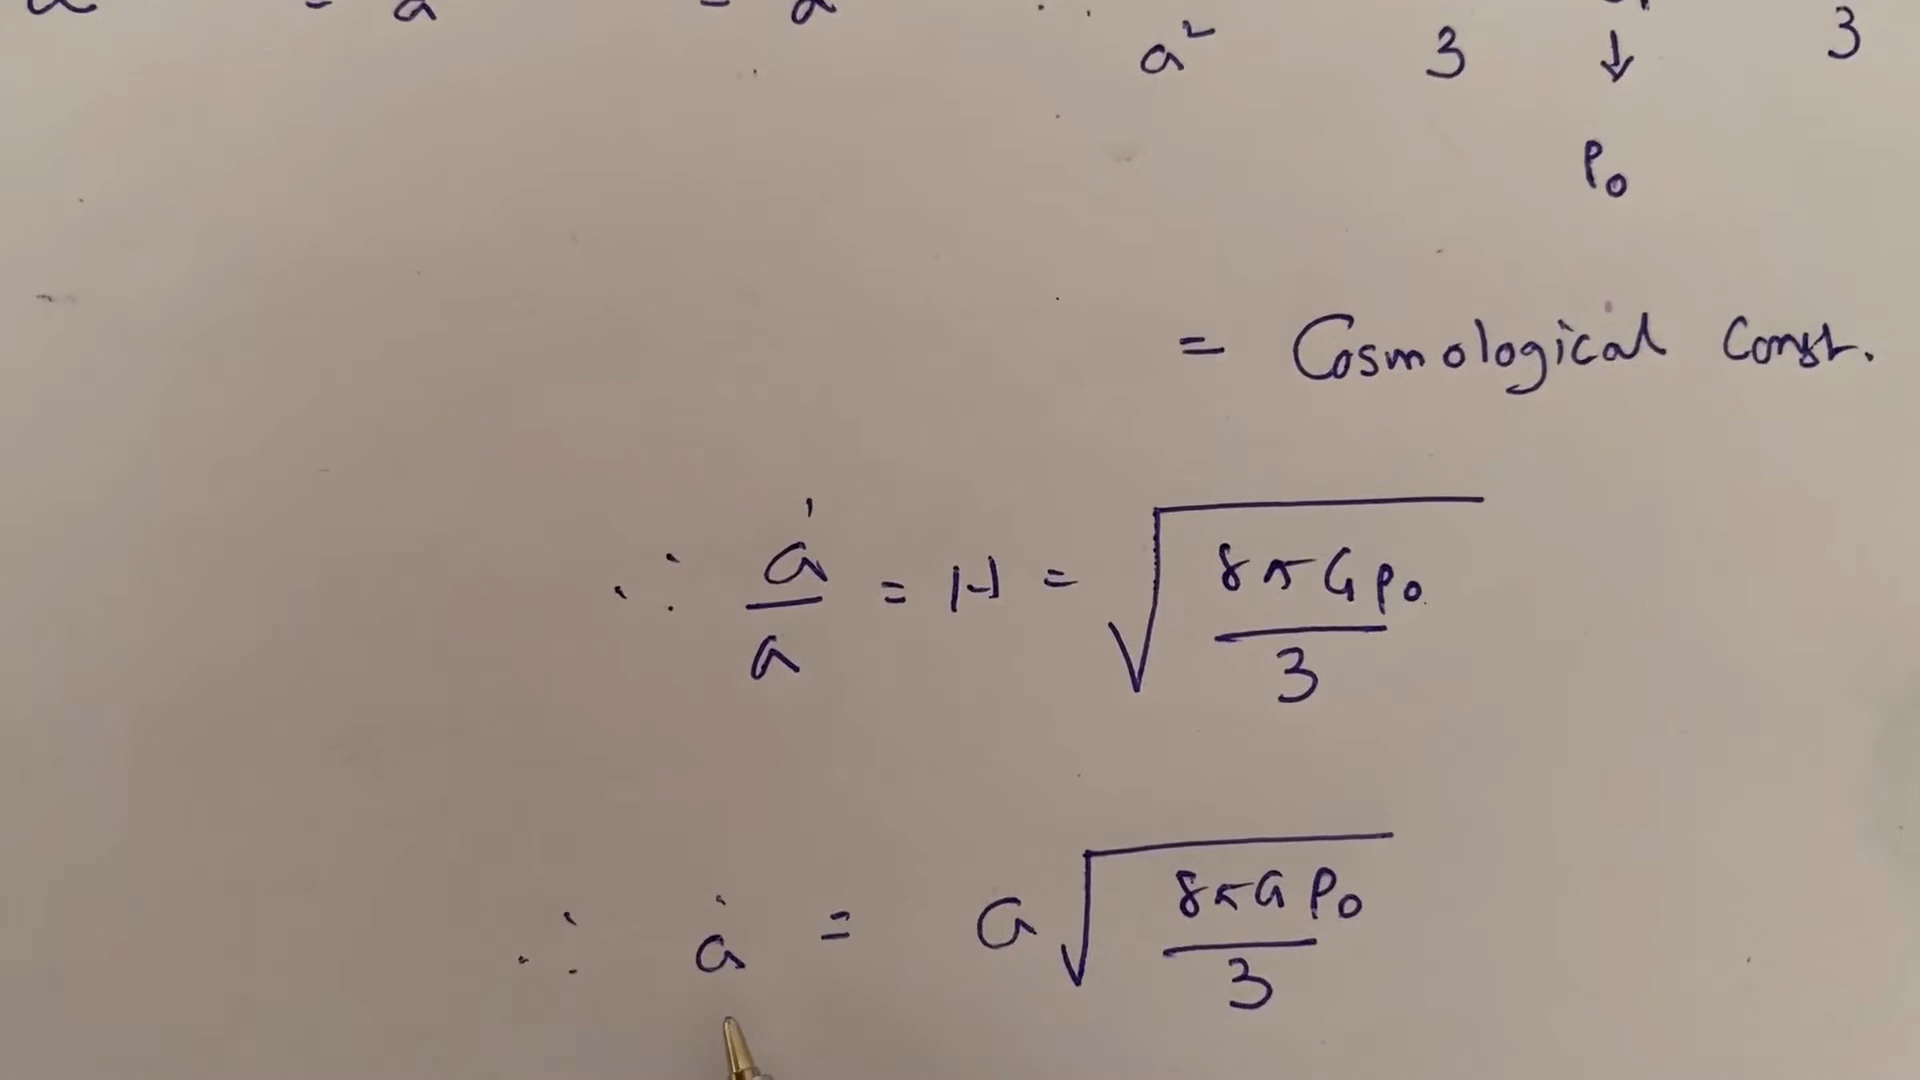 a² 3 ↓ 3
ρ₀
= Cosmological Const.
∴ ȧ/a = H = √(8πGρ₀/3)
∴ ȧ = a√(8πGρ₀/3)